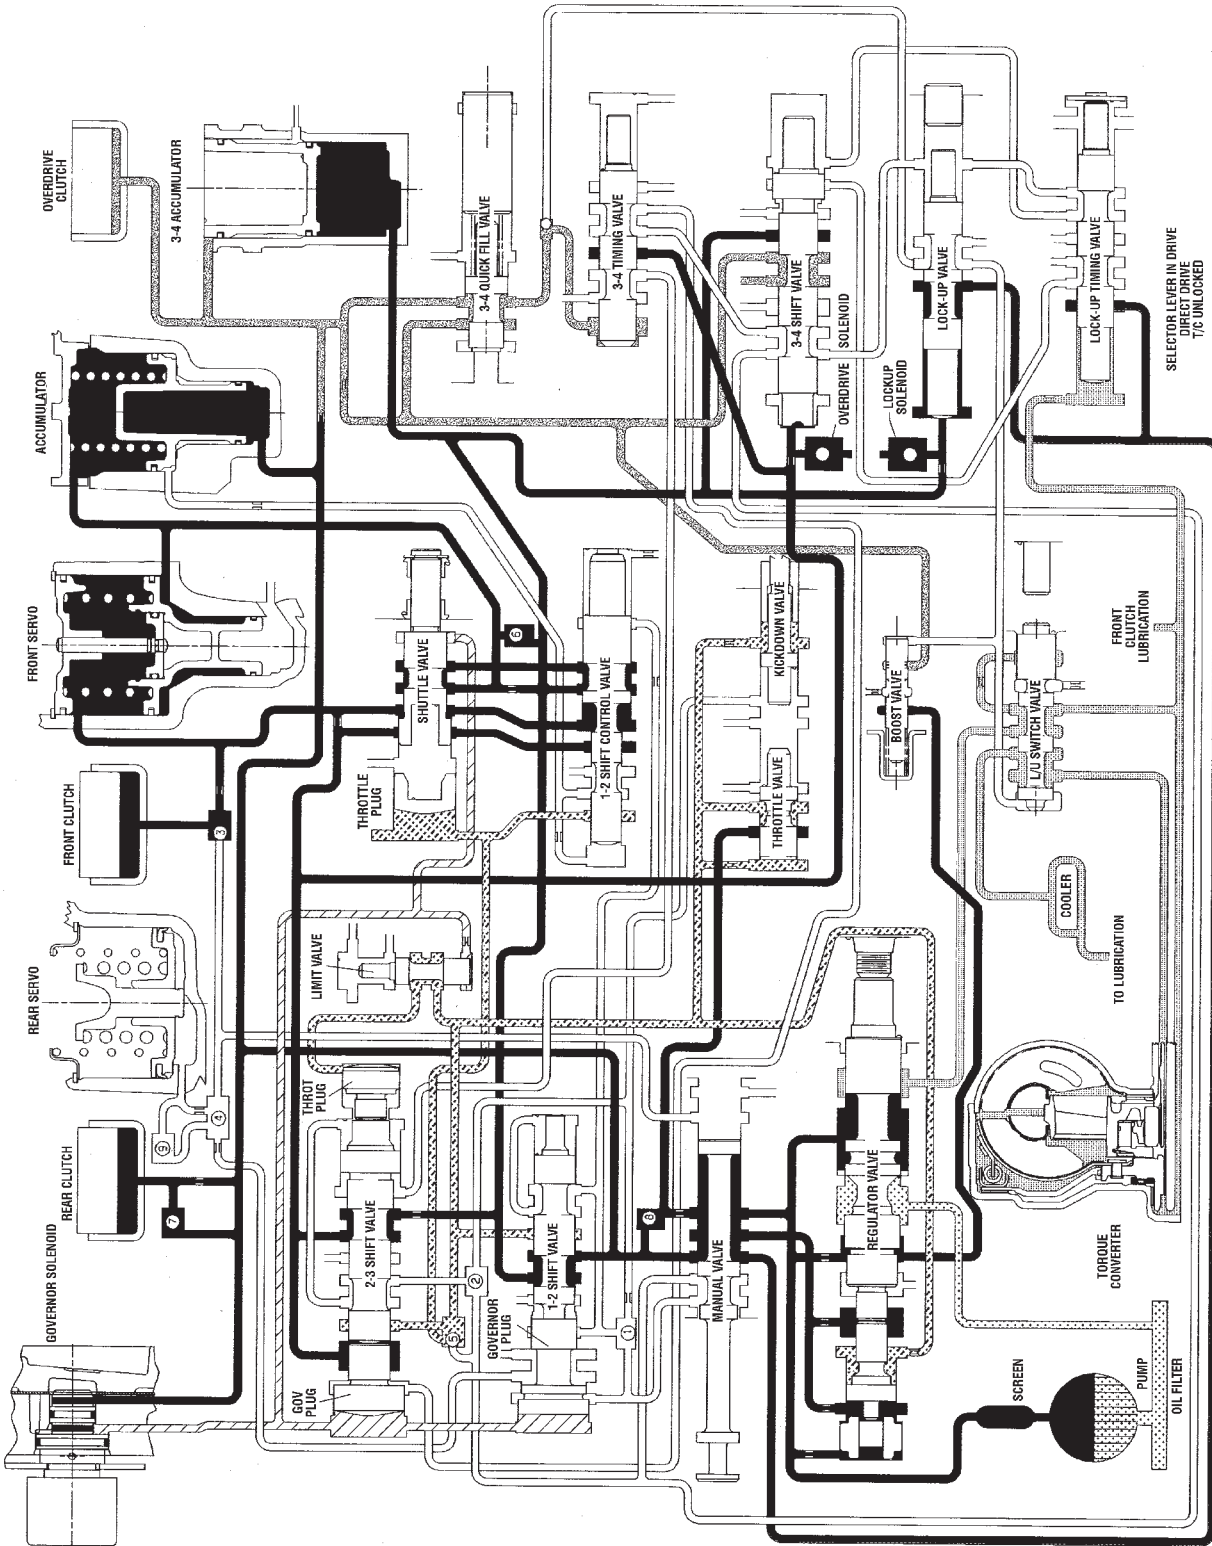 OVERDRIVE
CLUTCH
3-4 ACCUMULATOR
3-4 QUICK FILL VALVE
3-4 TIMING VALVE
3-4 SHIFT VALVE
SOLENOID
OVERDRIVE
LOCKUP
SOLENOID
LOCK-UP VALVE
LOCK-UP TIMING VALVE
SELECTOR LEVER IN DRIVE
DIRECT DRIVE
T/C UNLOCKED
ACCUMULATOR
FRONT SERVO
SHUTTLE VALVE
6
1-2 SHIFT CONTROL VALVE
KICKDOWN VALVE
BOOST VALVE
L/U SWITCH VALVE
FRONT
CLUTCH
LUBRICATION
FRONT CLUTCH
3
THROTTLE
PLUG
THROTTLE VALVE
COOLER
TO LUBRICATION
REAR SERVO
LIMIT VALVE
9
4
REAR CLUTCH
7
THROT
PLUG
2-3 SHIFT VALVE
2
1-2 SHIFT VALVE
8
MANUAL VALVE
REGULATOR VALVE
TORQUE
CONVERTER
GOVERNOR SOLENOID
GOV
PLUG
5
GOVERNOR
PLUG
1
SCREEN
PUMP
OIL FILTER